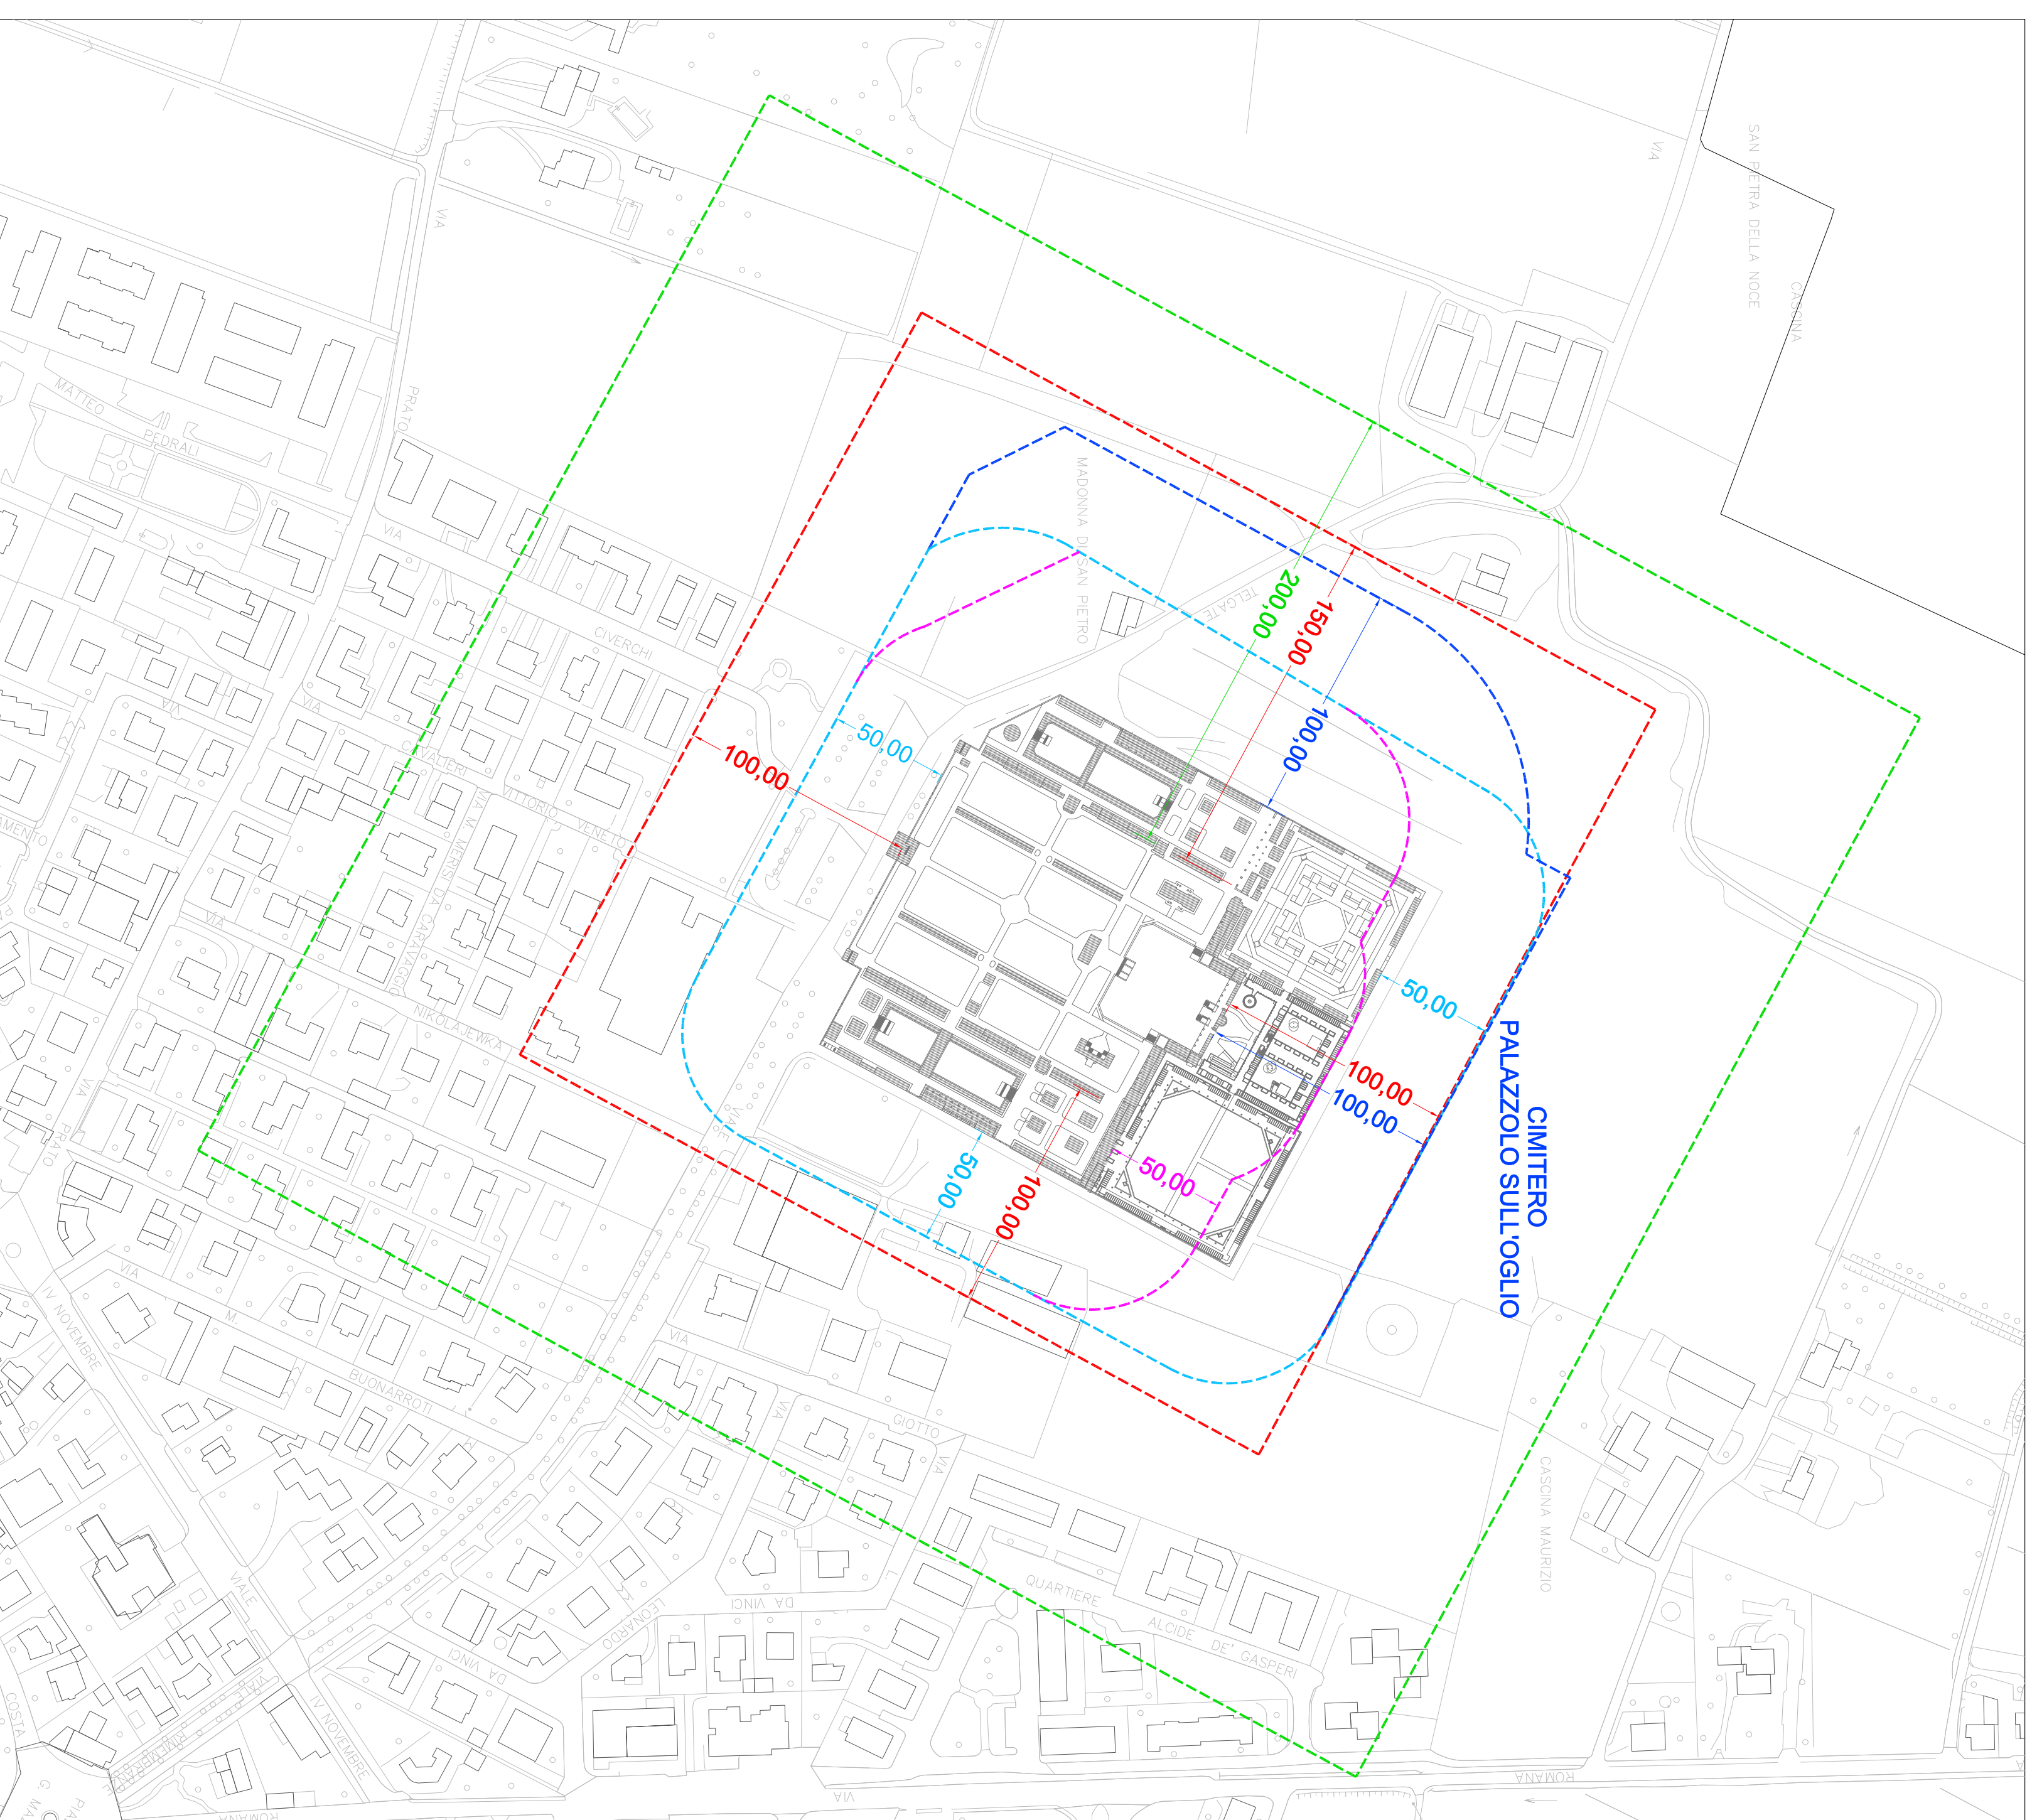 SAN PIETRA DELLA NOCE
CASCINA
VIA
VIA
PRATO
MATTEO
PEDRALI
VIA
CIVERCHI
MADONNA DI SAN PIETRO
TELGATE
200,00
150,00
100,00
50,00
100,00
50,00
100,00
100,00
50,00
50,00
100,00
CIMITERO
PALAZZOLO SULL'OGLIO
VIA
VIA
CAVALIERI
VITTORIO
VENETO
VIA M. MERISI DA CARAVAGGIO
VIA
NIKOLAJEWKA
VIA
PRATO
VIALE
VIA
M.
BUONARROTI
IV NOVEMBRE
VIA
GIOTTO
VIA
VIA
CASCINA MAURIZIO
QUARTIERE
ALCIDE DE' GASPERI
DA VINCI
LEONARDO
DA VINCI
VIALE
IV NOVEMBRE
COSTA
ROMANA
VIA
ROMANA